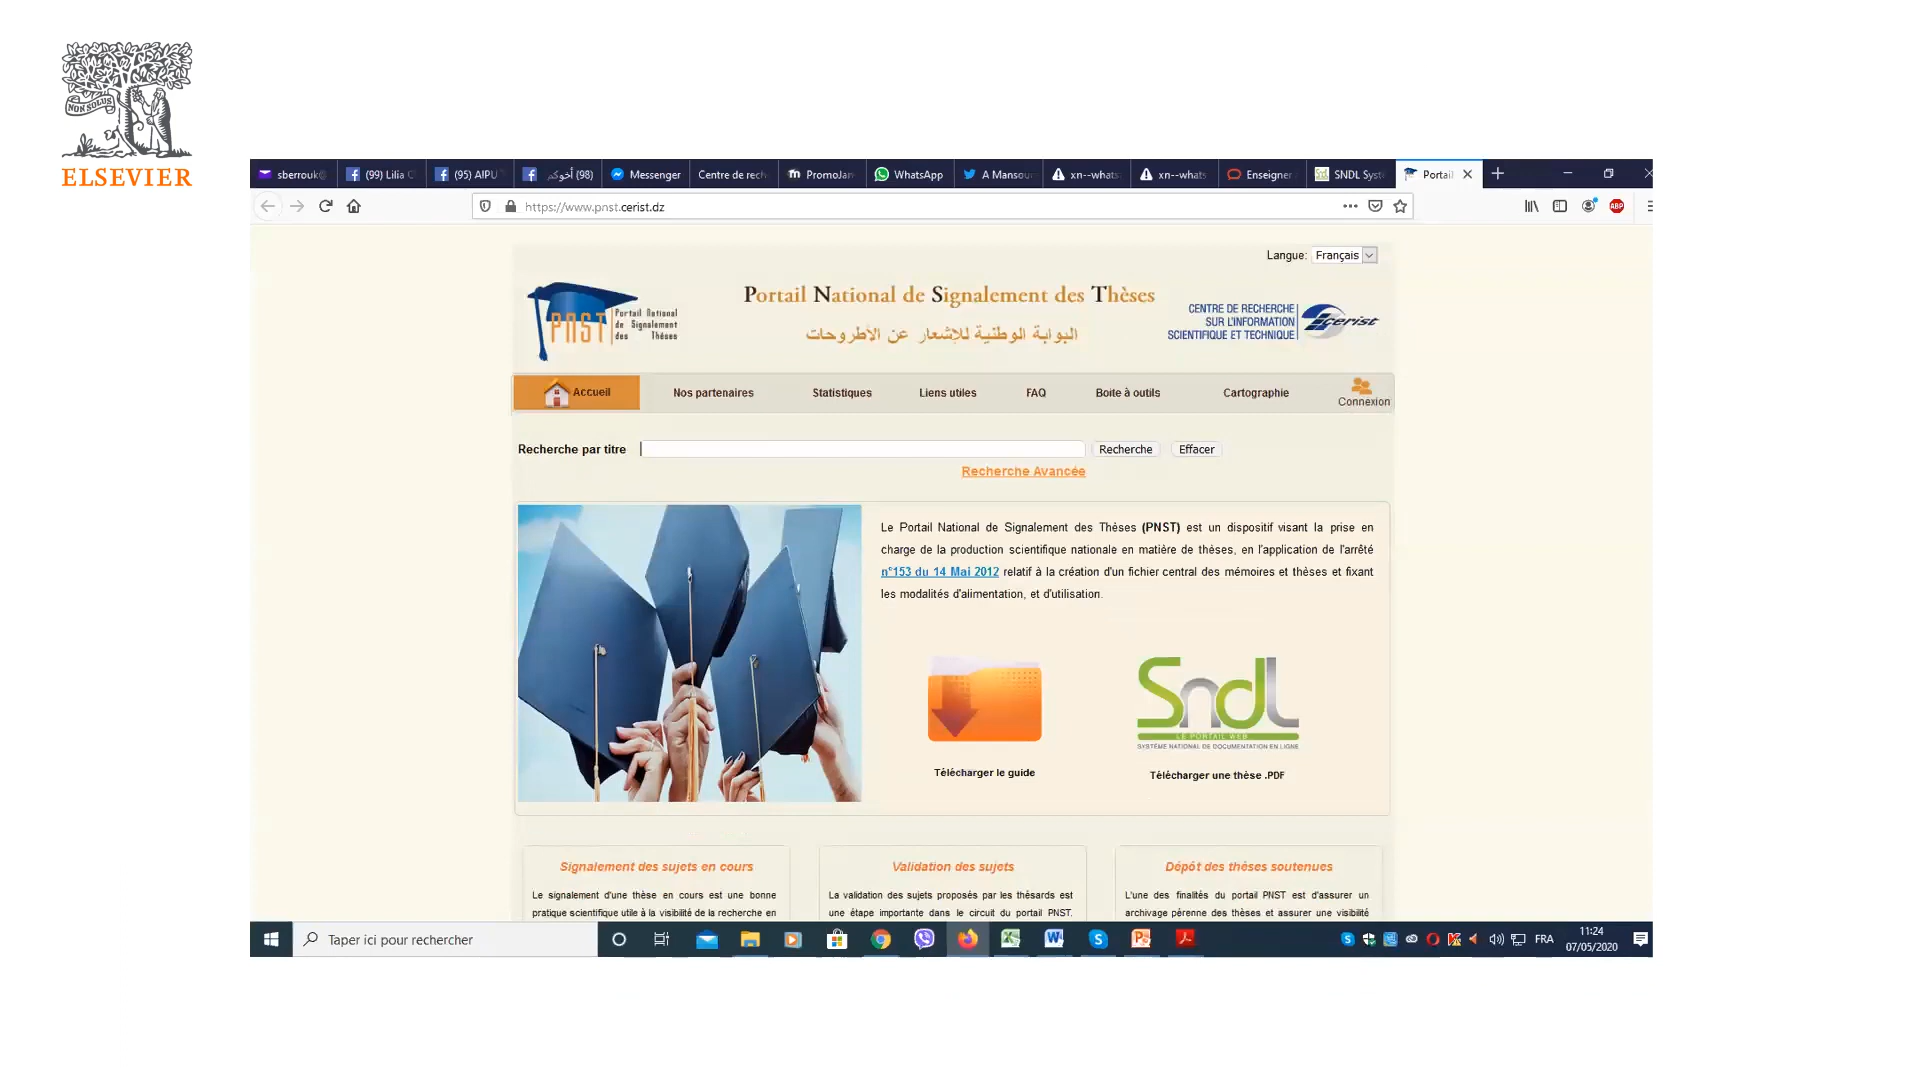 NON SOLUS
ELSEVIER
sberrouk@
(99) Lilia C
(95) AIPU
(98) أخوكم
Messenger
Centre de rech
PromoJan
WhatsApp
A Mansou
xn--whats
xn--whats
Enseigner
SNDL Syst
Portail
https://www.pnst.cerist.dz
ABP
Langue: Français
PNST
Portail National
de Signalement
des Thèses
Portail National de Signalement des Thèses
البوابة الوطنية للإشعار عن الأطروحات
CENTRE DE RECHERCHE
SUR L'INFORMATION
SCIENTIFIQUE ET TECHNIQUE
cerist
Accueil
Nos partenaires
Statistiques
Liens utiles
FAQ
Boite à outils
Cartographie
Connexion
Recherche par titre
Recherche
Effacer
Recherche Avancée
Le Portail National de Signalement des Thèses (PNST) est un dispositif visant la prise en
charge de la production scientifique nationale en matière de thèses, en l'application de l'arrêté
n°153 du 14 Mai 2012 relatif à la création d'un fichier central des mémoires et thèses et fixant
les modalités d'alimentation, et d'utilisation.
Sndl
LE PORTAIL WEB
SYSTÈME NATIONAL DE DOCUMENTATION EN LIGNE
Télécharger le guide
Télécharger une thèse .PDF
Signalement des sujets en cours
Le signalement d'une thèse en cours est une bonne
pratique scientifique utile à la visibilité de la recherche en
Validation des sujets
La validation des sujets proposés par les thésards est
une étape importante dans le circuit du portail PNST.
Dépôt des thèses soutenues
L'une des finalités du portail PNST est d'assurer un
archivage pérenne des thèses et assurer une visibilité
Taper ici pour rechercher
FRA
11:24
07/05/2020